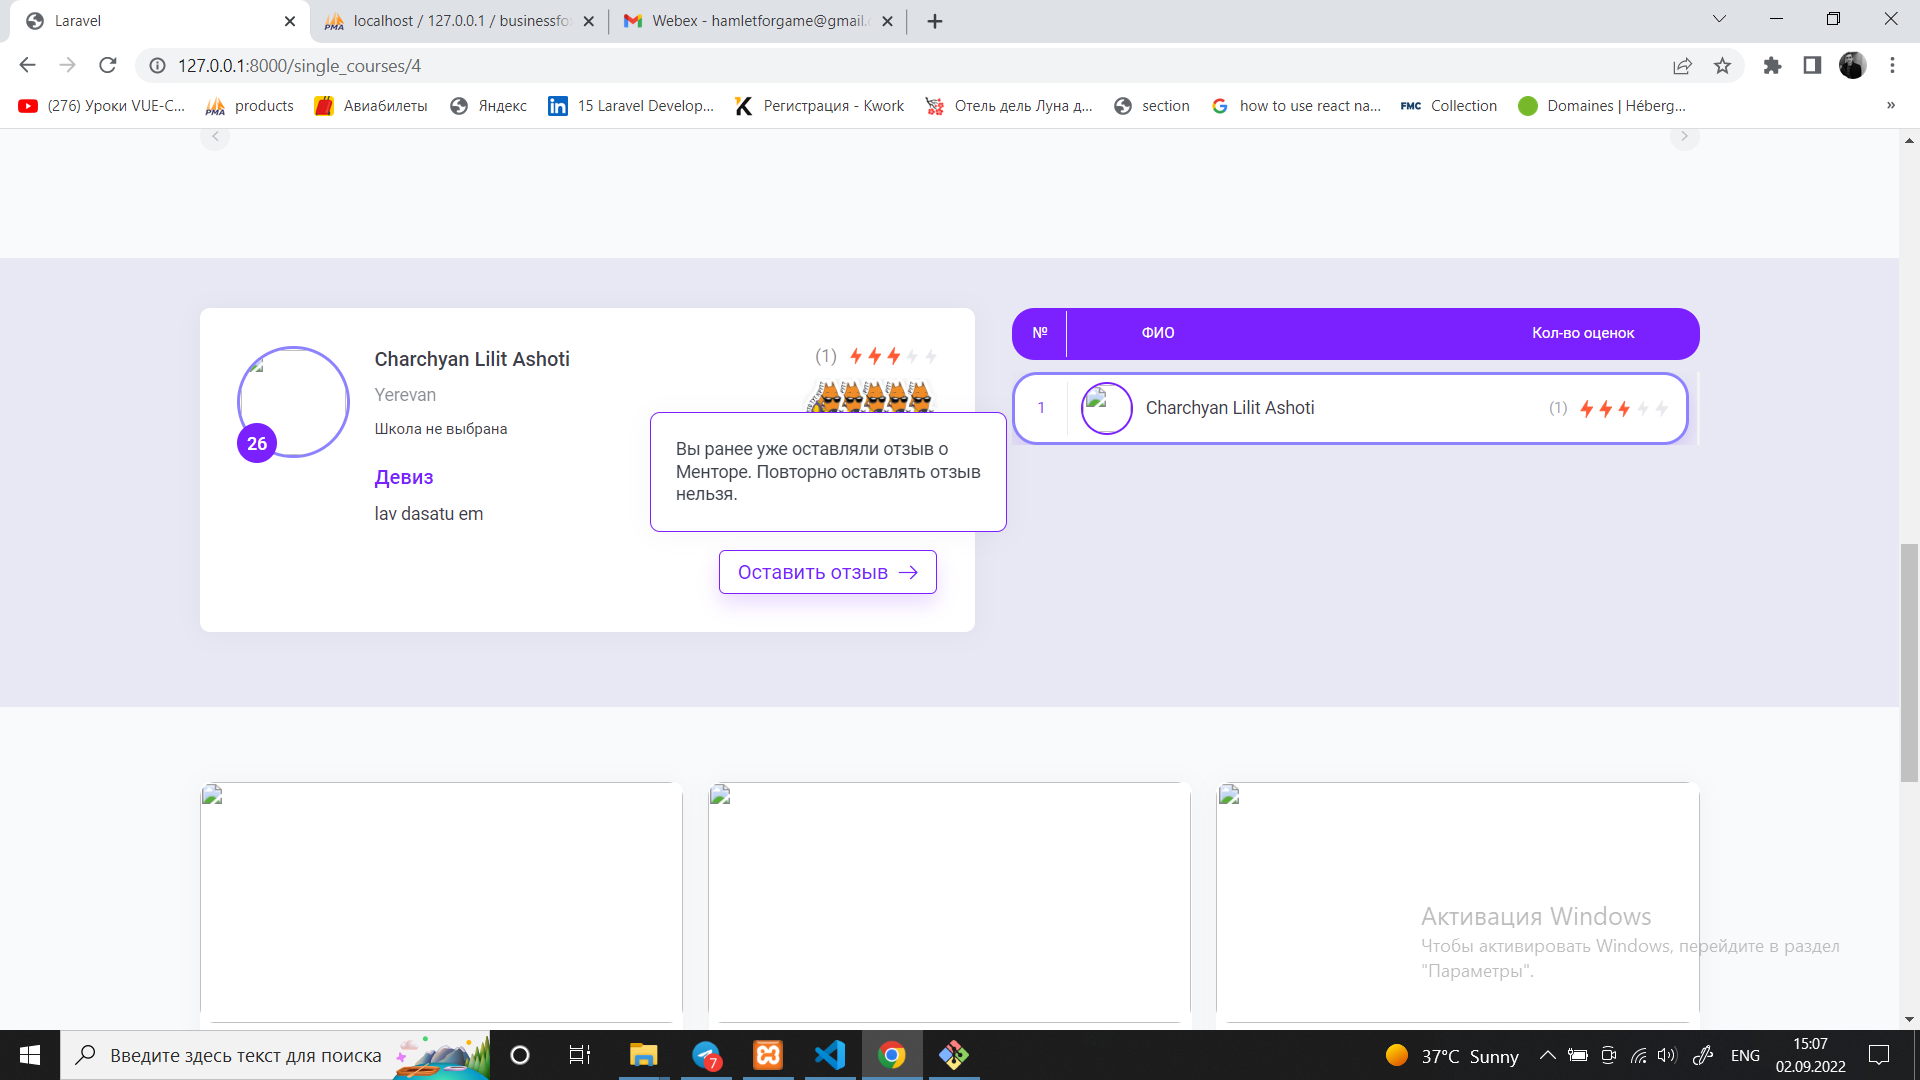 Laravel
localhost / 127.0.0.1 / businessfo
Webex - hamletforgame@gmail.c
127.0.0.1:8000/single_courses/4
(276) Уроки VUE-C...
products
Авиабилеты
Яндекс
15 Laravel Develop...
Регистрация - Kwork
Отель дель Луна д...
section
how to use react na...
FMC Collection
Domaines | Héberg...
»
Charchyan Lilit Ashoti
(1)
Yerevan
Школа не выбрана
26
Девиз
lav dasatu em
Вы ранее уже оставляли отзыв о
Менторе. Повторно оставлять отзыв
нельзя.
Оставить отзыв
№
ФИО
Кол-во оценок
1
Charchyan Lilit Ashoti
(1)
Активация Windows
Чтобы активировать Windows, перейдите в раздел
"Параметры".
Введите здесь текст для поиска
7
37°C Sunny
ENG
15:07
02.09.2022